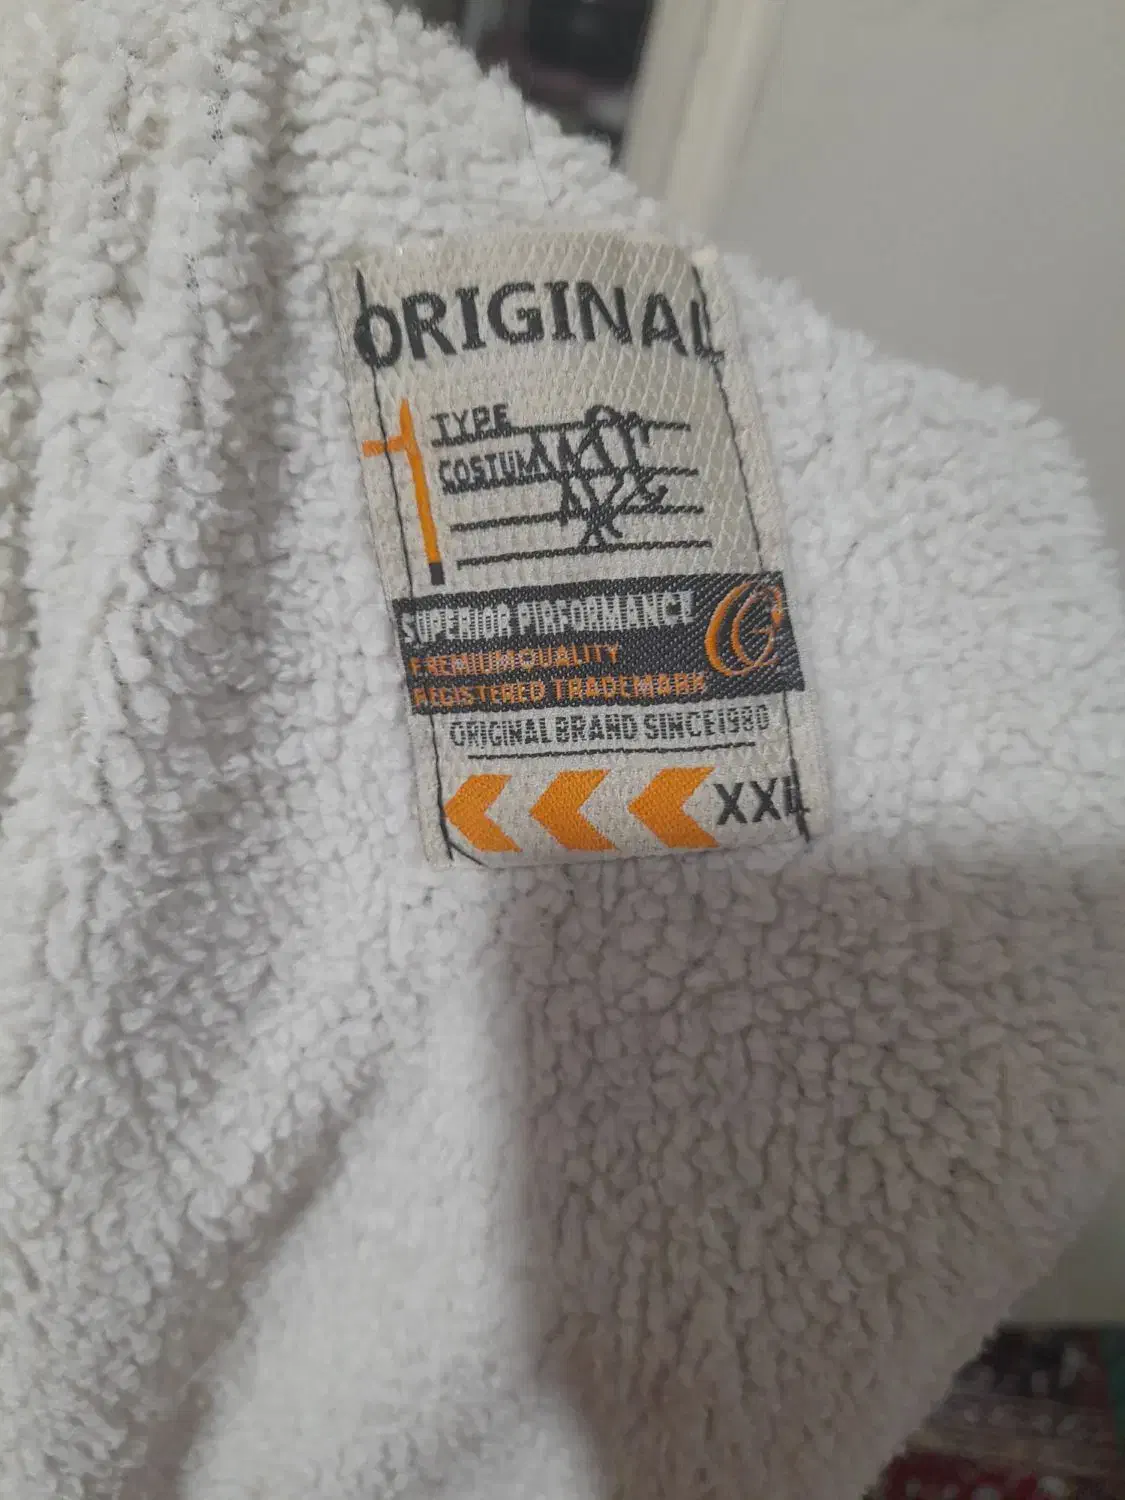 ORIGINAL
TYPE
COSTUM
SUPERIOR PIRFORMANCE
PREMIUMQUALITY
REGISTERED TRADEMARK
ORIGINAL BRAND SINCE1980
XXL